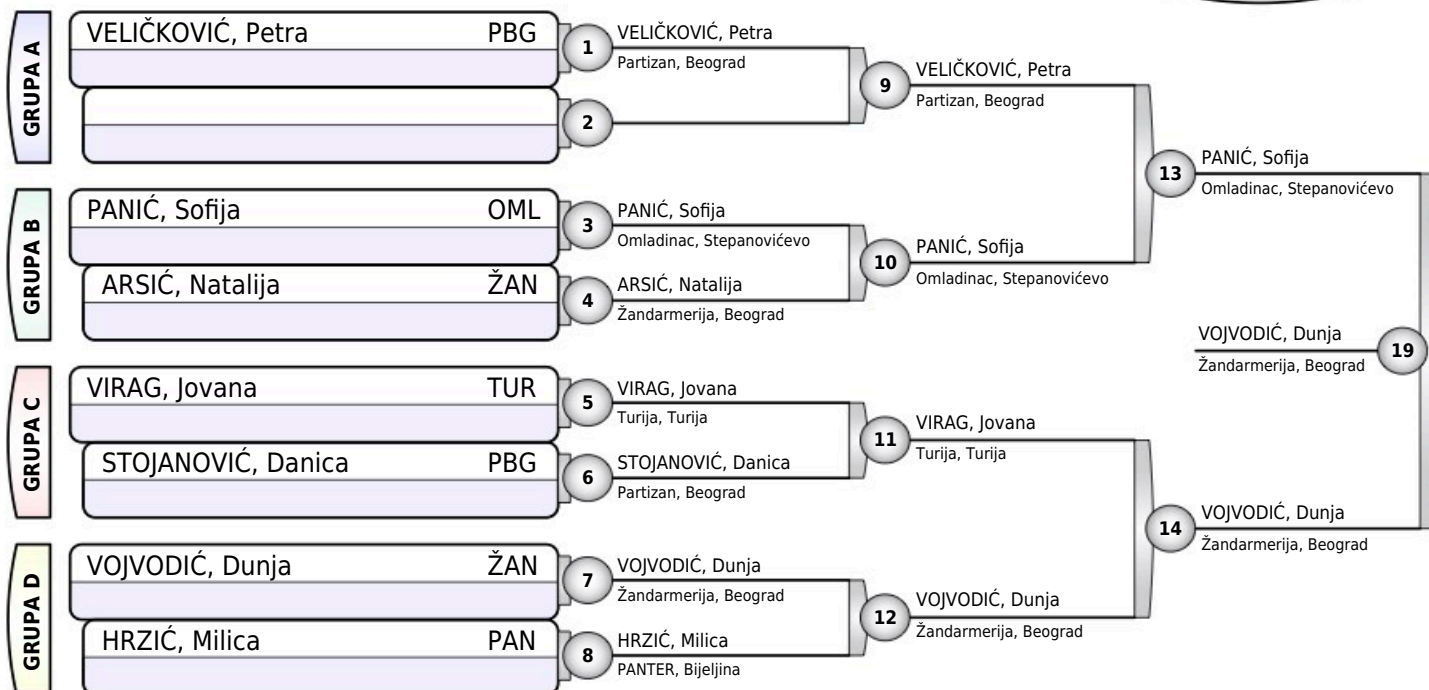 GRUPA A
VELIČKOVIĆ, Petra PBG
1
VELIČKOVIĆ, Petra
Partizan, Beograd
2
9
VELIČKOVIĆ, Petra
Partizan, Beograd
GRUPA B
PANIĆ, Sofija OML
3
PANIĆ, Sofija
Omladinac, Stepanovićevo
ARSIĆ, Natalija ŽAN
4
ARSIĆ, Natalija
Žandarmerija, Beograd
10
PANIĆ, Sofija
Omladinac, Stepanovićevo
13
PANIĆ, Sofija
Omladinac, Stepanovićevo
GRUPA C
VIRAG, Jovana TUR
5
VIRAG, Jovana
Turija, Turija
STOJANOVIĆ, Danica PBG
6
STOJANOVIĆ, Danica
Partizan, Beograd
11
VIRAG, Jovana
Turija, Turija
GRUPA D
VOJVODIĆ, Dunja ŽAN
7
VOJVODIĆ, Dunja
Žandarmerija, Beograd
HRZIĆ, Milica PAN
8
HRZIĆ, Milica
PANTER, Bijeljina
12
VOJVODIĆ, Dunja
Žandarmerija, Beograd
14
VOJVODIĆ, Dunja
Žandarmerija, Beograd
VOJVODIĆ, Dunja
Žandarmerija, Beograd
19